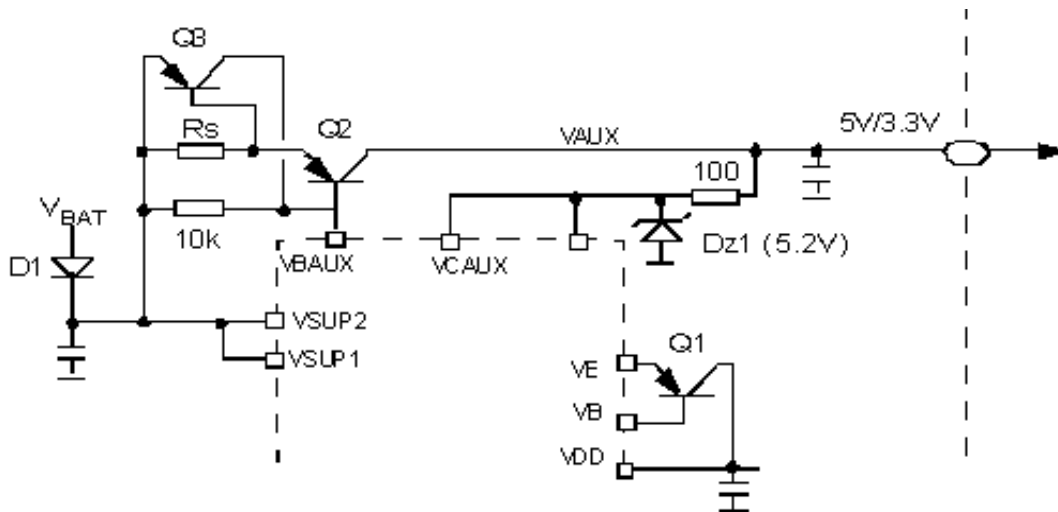 Q3
Rs
Q2
VAUX
5V/3.3V
100
VBAT
10k
D1
VBAUX
VCAUX
Dz1 (5.2V)
VSUP2
VSUP1
Q1
VE
VB
VDD